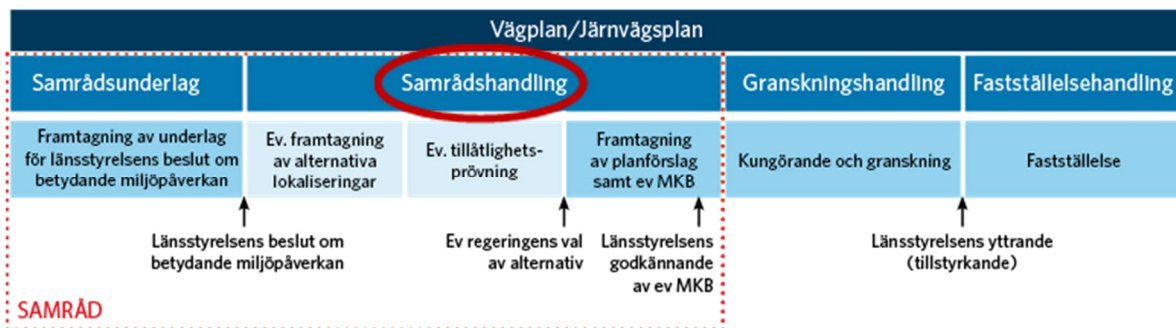 Vägplan/Järnvägsplan
Samrådsunderlag
Samrådshandling
Granskningshandling
Fastställelsehandling
Framtagning av underlag
för länsstyrelsens beslut om
betydande miljöpåverkan
Ev. framtagning
av alternativa
lokaliseringar
Ev. tillåtlighets-
prövning
Framtagning
av planförslag
samt ev MKB
Kungörande och granskning
Fastställelse
Länsstyrelsens beslut om
betydande miljöpåverkan
Ev regeringens val
av alternativ
Länsstyrelsens
godkännande
av ev MKB
Länsstyrelsens yttrande
(tillstyrkande)
SAMRÅD